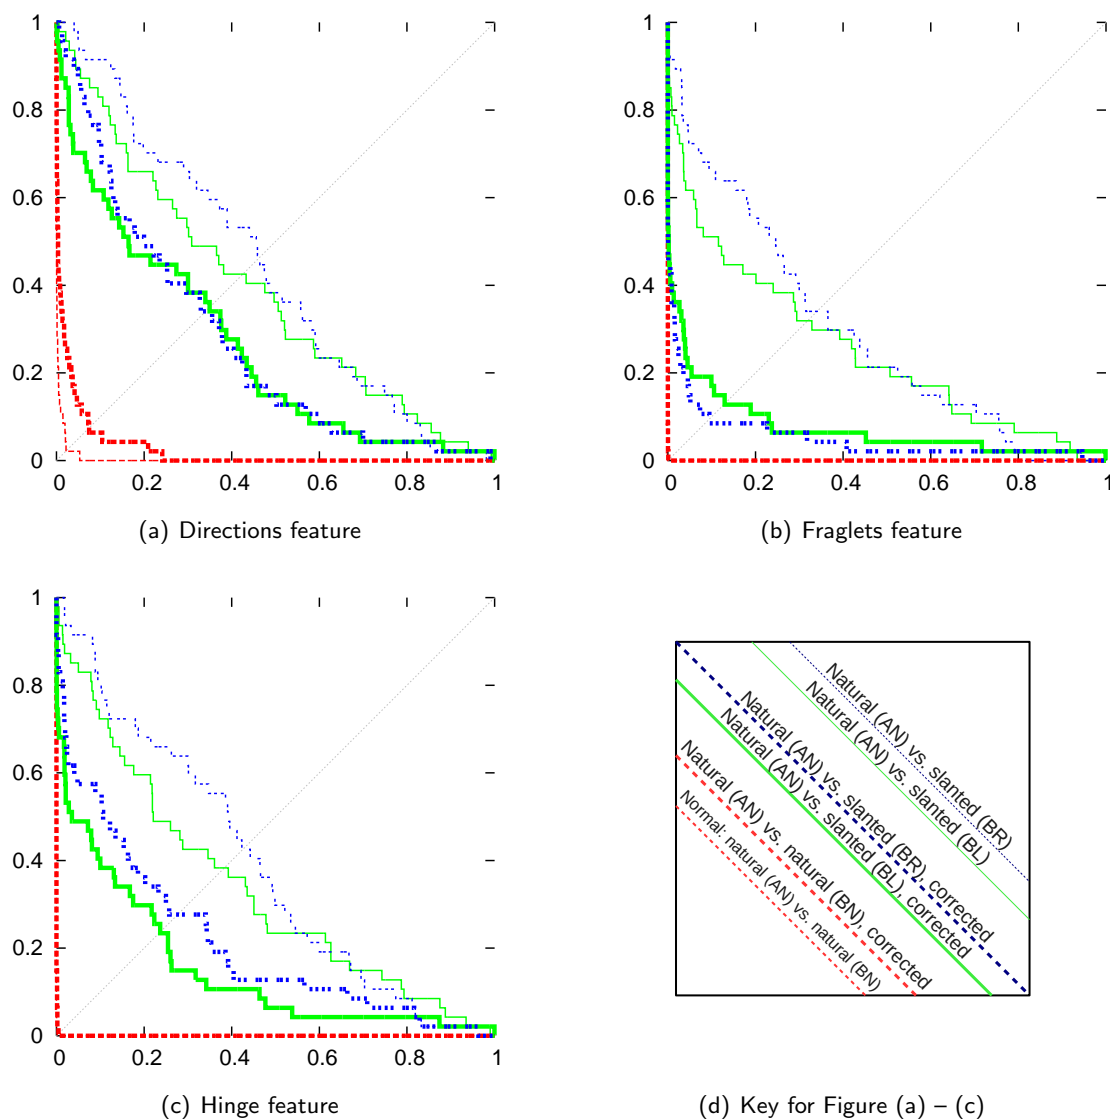 1
0.8
0.6
0.4
0.2
0
0 0.2 0.4 0.6 0.8 1
(a) Directions feature
1
0.8
0.6
0.4
0.2
0
0 0.2 0.4 0.6 0.8 1
(b) Fraglets feature
1
0.8
0.6
0.4
0.2
0
0 0.2 0.4 0.6 0.8 1
(c) Hinge feature
Natural (AN) vs. slanted (BR)
Natural (AN) vs. slanted (BL)
Natural (AN) vs. slanted (BR), corrected
Natural (AN) vs. slanted (BL), corrected
Natural (AN) vs. natural (BN), corrected
Normal: natural (AN) vs. natural (BN)
(d) Key for Figure (a) – (c)